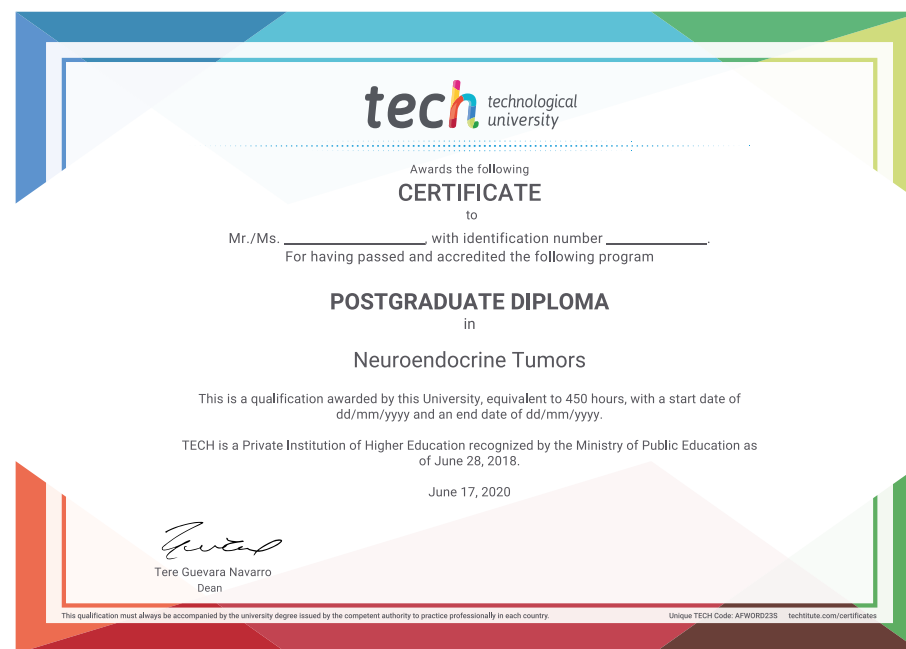 tech technological
university
Awards the following
CERTIFICATE
to
Mr./Ms. ____________________, with identification number ______________.
For having passed and accredited the following program
POSTGRADUATE DIPLOMA
in
Neuroendocrine Tumors
This is a qualification awarded by this University, equivalent to 450 hours, with a start date of
dd/mm/yyyy and an end date of dd/mm/yyyy.
TECH is a Private Institution of Higher Education recognized by the Ministry of Public Education as
of June 28, 2018.
June 17, 2020
Tere Guevara Navarro
Dean
This qualification must always be accompanied by the university degree issued by the competent authority to practice professionally in each country.
Unique TECH Code: AFWORD23S techtitute.com/certificates